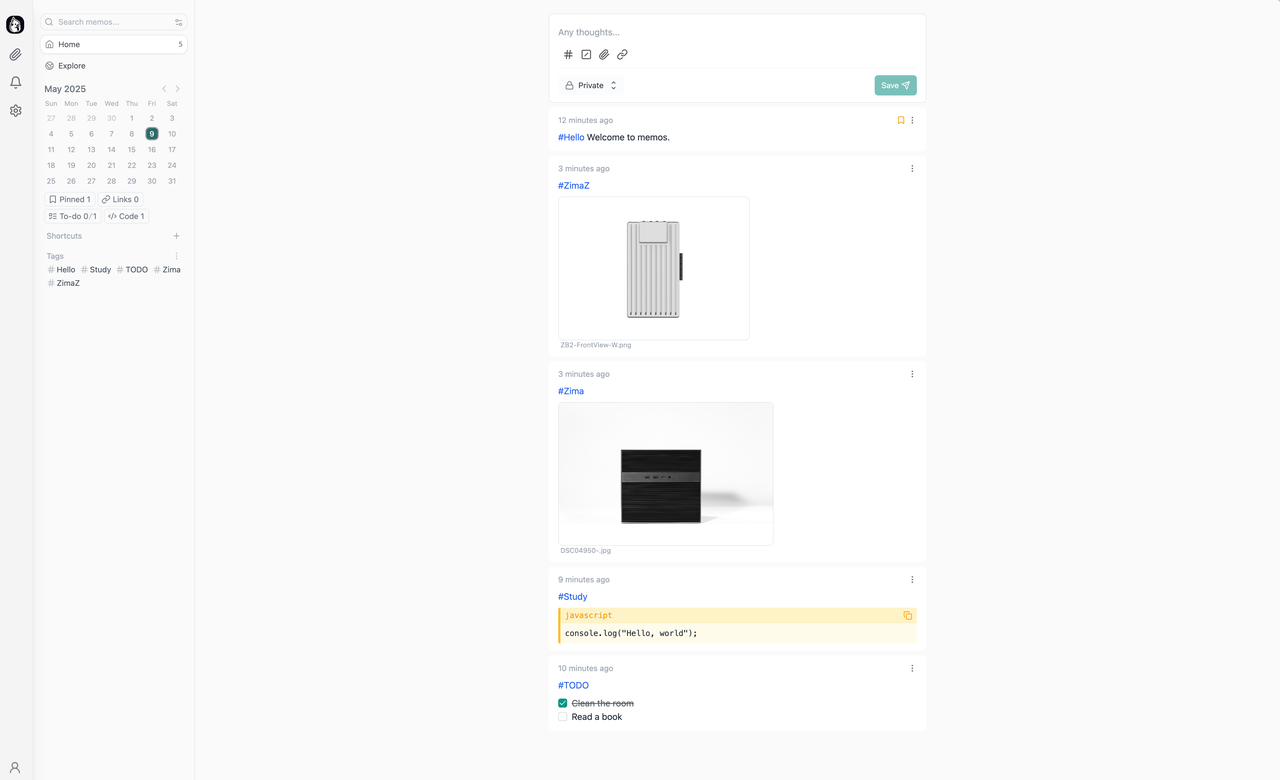 Search memos...
Home 5
Explore
May 2025
Sun Mon Tue Wed Thu Fri Sat
27 28 29 30 1 2 3
4 5 6 7 8 9 10
11 12 13 14 15 16 17
18 19 20 21 22 23 24
25 26 27 28 29 30 31
Pinned 1 Links 0
To-do 0/1 </> Code 1
Shortcuts +
Tags
# Hello # Study # TODO # Zima
# ZimaZ
Any thoughts...
Private Save
12 minutes ago
#Hello Welcome to memos.
3 minutes ago
#ZimaZ
ZB2-FrontView-W.png
3 minutes ago
#Zima
DSC04950-.jpg
9 minutes ago
#Study
javascript
console.log("Hello, world");
10 minutes ago
#TODO
Clean the room
Read a book